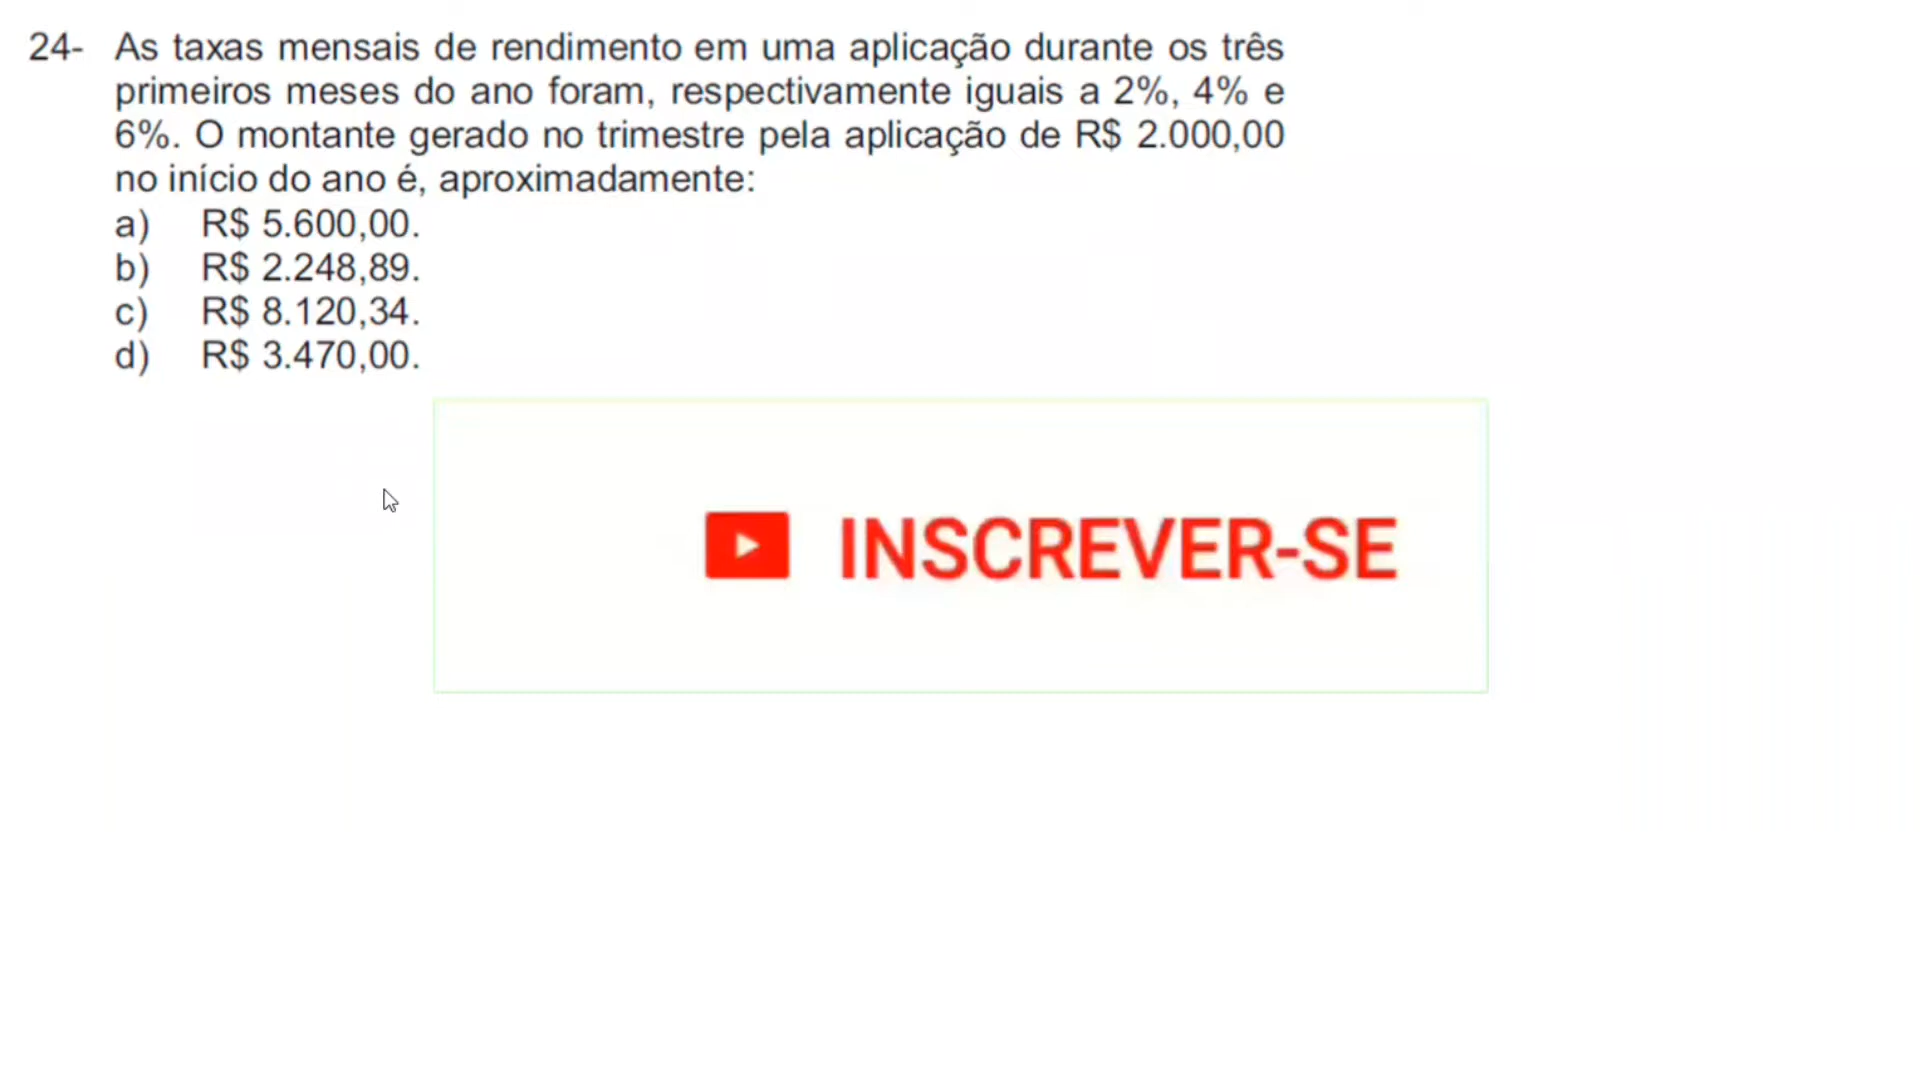 24- As taxas mensais de rendimento em uma aplicação durante os três
primeiros meses do ano foram, respectivamente iguais a 2%, 4% e
6%. O montante gerado no trimestre pela aplicação de R$ 2.000,00
no início do ano é, aproximadamente:
a) R$ 5.600,00.
b) R$ 2.248,89.
c) R$ 8.120,34.
d) R$ 3.470,00.
INSCREVER-SE